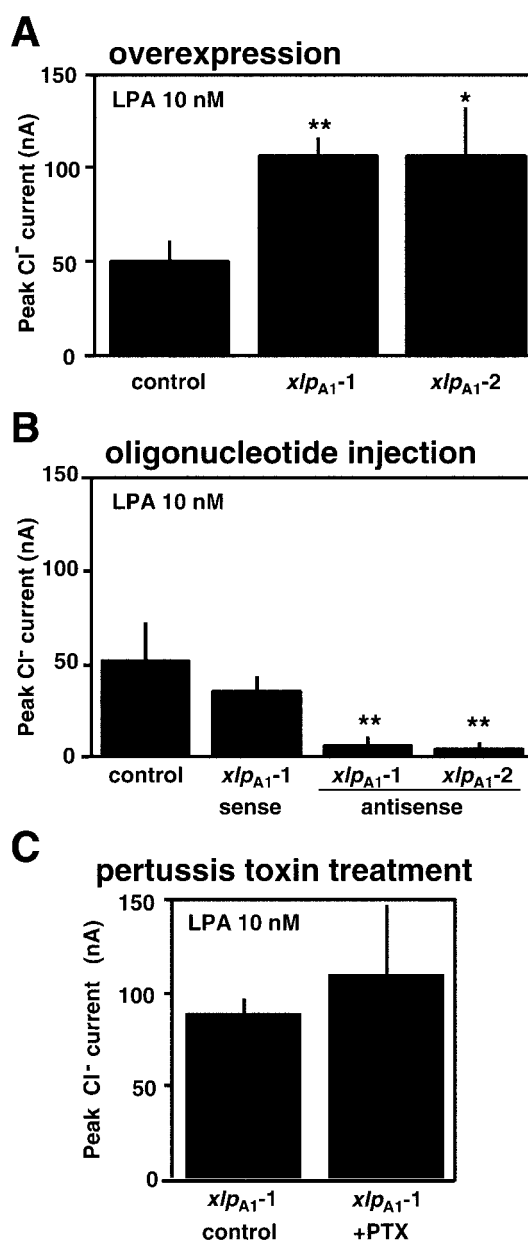 A
overexpression
Peak Cl⁻ current (nA)
150
100
50
0
LPA 10 nM
**
*
control
xlpA1-1
xlpA1-2
B
oligonucleotide injection
Peak Cl⁻ current (nA)
150
100
50
0
LPA 10 nM
**
**
control
xlpA1-1
xlpA1-1
xlpA1-2
sense
antisense
C
pertussis toxin treatment
Peak Cl⁻ current (nA)
150
100
50
0
LPA 10 nM
xlpA1-1
xlpA1-1
control
+PTX